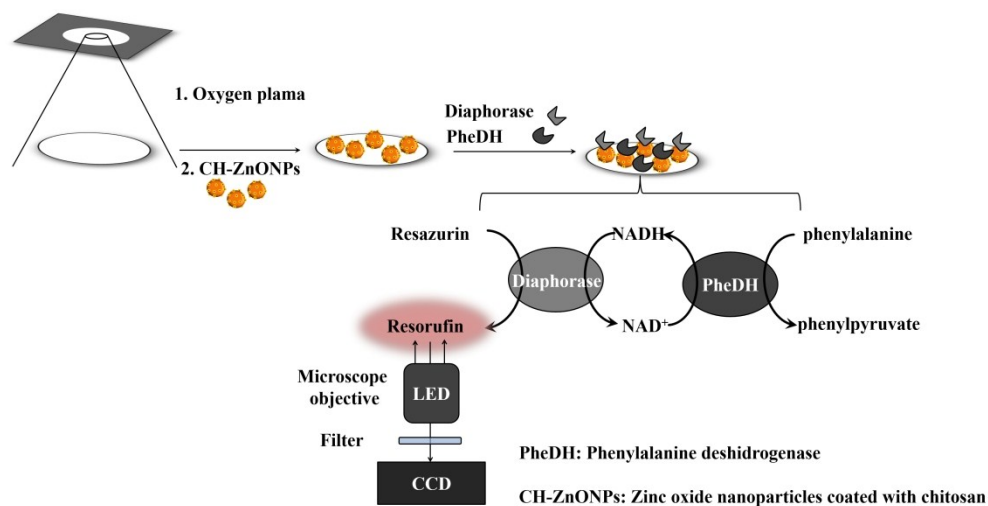 1. Oxygen plama
2. CH-ZnONPs
Diaphorase
PheDH
Resazurin
NADH
phenylalanine
Diaphorase
PheDH
Resorufin
NAD+
phenylpyruvate
Microscope
objective
LED
Filter
CCD
PheDH: Phenylalanine deshidrogenase
CH-ZnONPs: Zinc oxide nanoparticles coated with chitosan